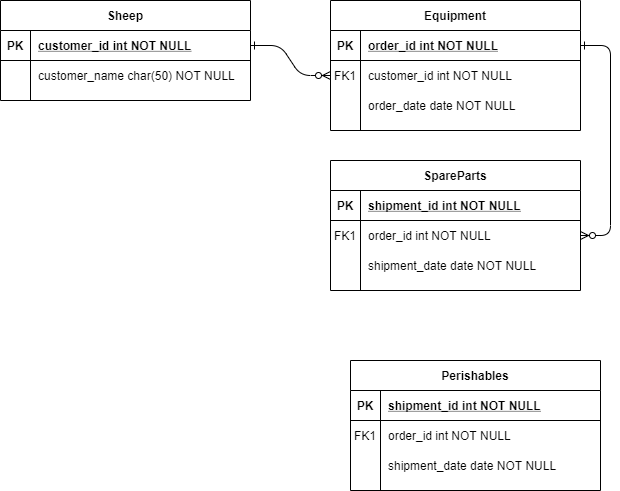 Sheep
PK customer_id int NOT NULL
customer_name char(50) NOT NULL
Equipment
PK order_id int NOT NULL
FK1 customer_id int NOT NULL
order_date date NOT NULL
SpareParts
PK shipment_id int NOT NULL
FK1 order_id int NOT NULL
shipment_date date NOT NULL
Perishables
PK shipment_id int NOT NULL
FK1 order_id int NOT NULL
shipment_date date NOT NULL